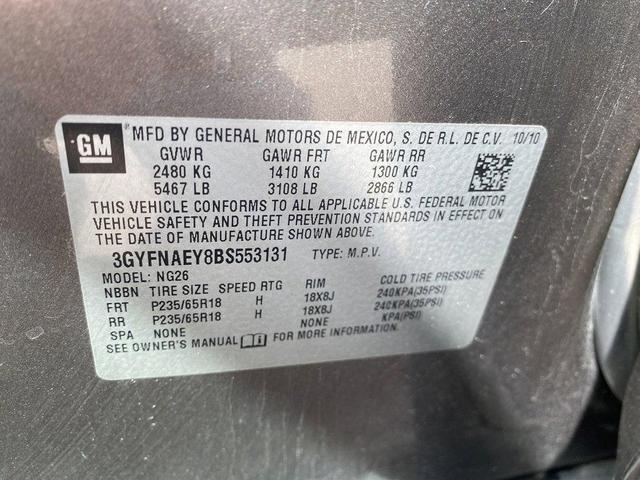 GM
MFD BY GENERAL MOTORS DE MEXICO, S. DE R.L. DE C.V. 10/10
GVWR GAWR FRT GAWR RR
2480 KG 1410 KG 1300 KG
5467 LB 3108 LB 2866 LB
THIS VEHICLE CONFORMS TO ALL APPLICABLE U.S. FEDERAL MOTOR
VEHICLE SAFETY AND THEFT PREVENTION STANDARDS IN EFFECT ON
THE DATE OF MANUFACTURE SHOWN ABOVE.
3GYFNAEY8BS553131 TYPE: M.P.V.
MODEL: NG26
NBBN TIRE SIZE SPEED RTG RIM COLD TIRE PRESSURE
FRT P235/65R18 H 18X8J 240KPA(35PSI)
RR P235/65R18 H 18X8J 240KPA(35PSI)
SPA NONE NONE KPA(PSI)
SEE OWNER'S MANUAL FOR MORE INFORMATION.